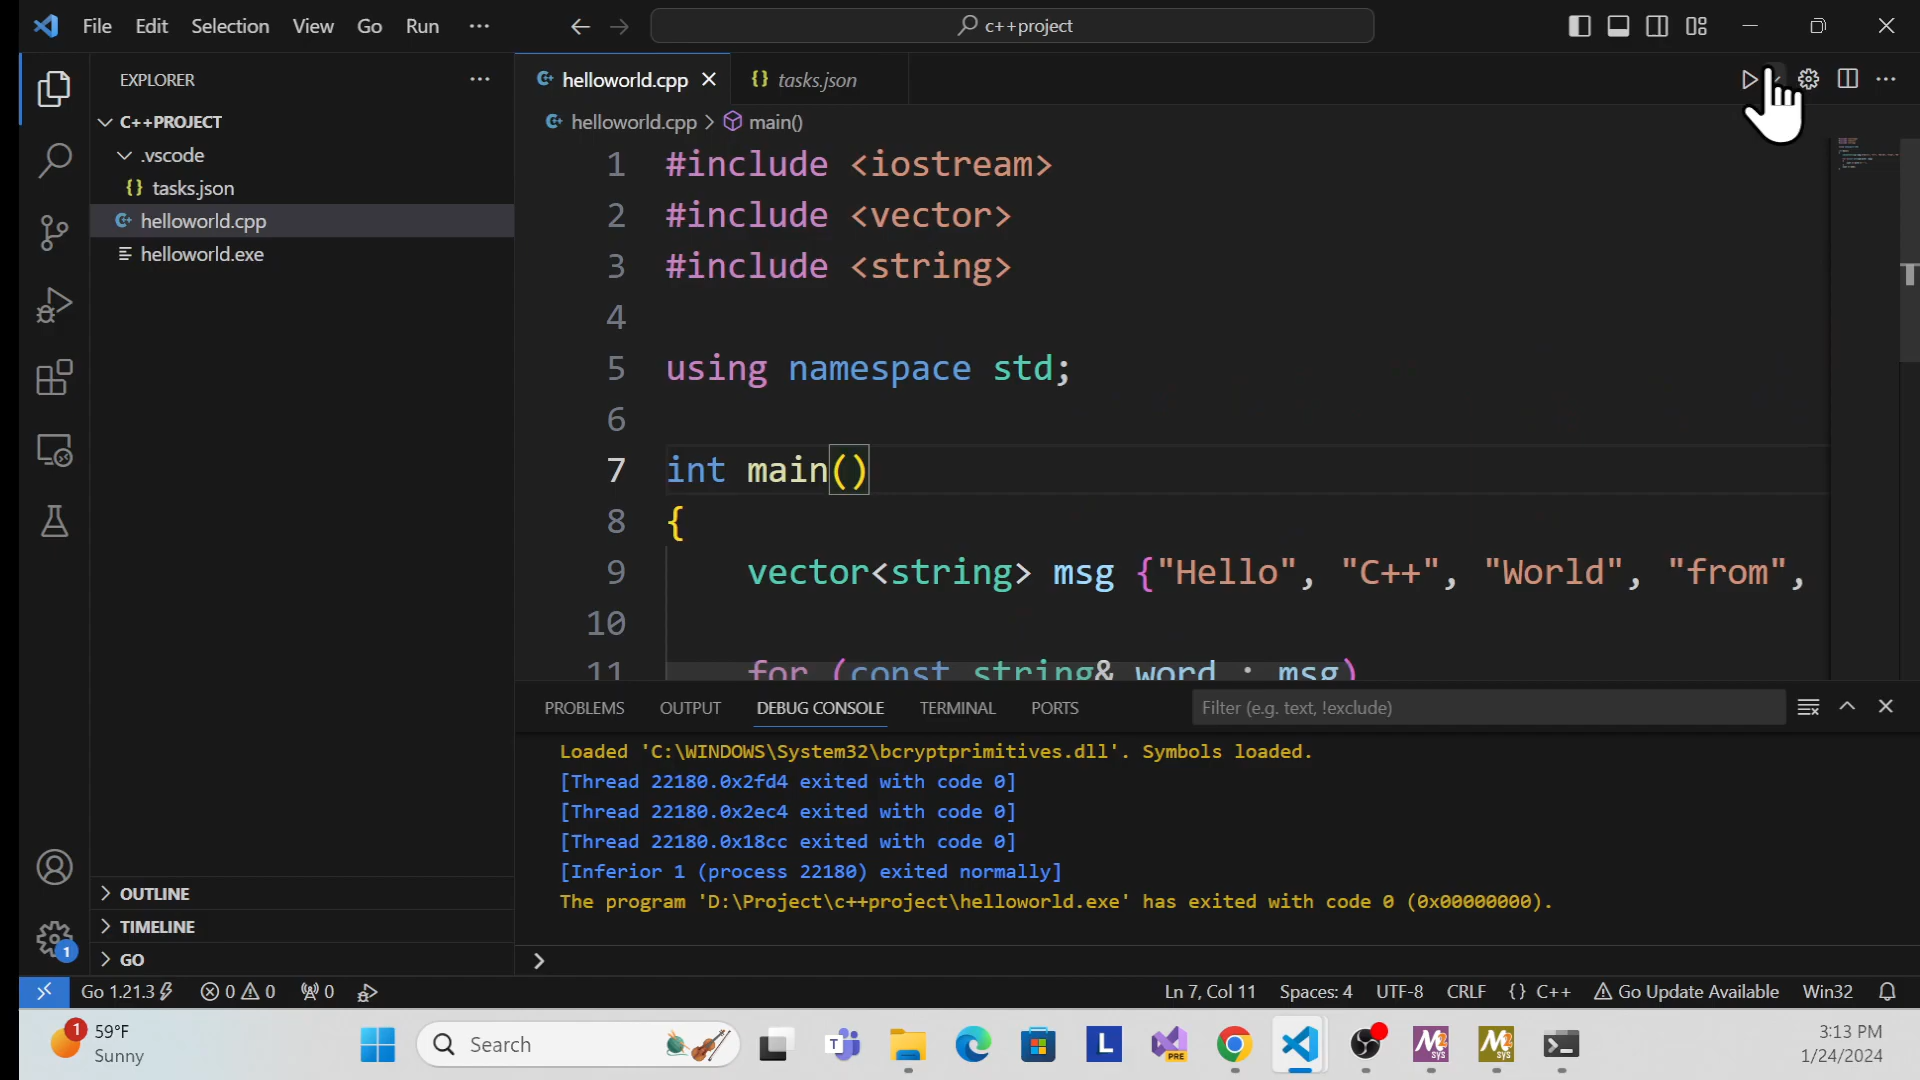 File Edit Selection View Go Run ···
c++project
EXPLORER
C++PROJECT
.vscode
{} tasks.json
helloworld.cpp
helloworld.exe
OUTLINE
TIMELINE
GO
helloworld.cpp
{} tasks.json
helloworld.cpp > main()
1 #include <iostream>
2 #include <vector>
3 #include <string>
4
5 using namespace std;
6
7 int main()
8 {
9 vector<string> msg {"Hello", "C++", "World", "from",
10
11 for (const string& word : msg)
PROBLEMS OUTPUT DEBUG CONSOLE TERMINAL PORTS
Filter (e.g. text, !exclude)
Loaded 'C:\WINDOWS\System32\bcryptprimitives.dll'. Symbols loaded.
[Thread 22180.0x2fd4 exited with code 0]
[Thread 22180.0x2ec4 exited with code 0]
[Thread 22180.0x18cc exited with code 0]
[Inferior 1 (process 22180) exited normally]
The program 'D:\Project\c++project\helloworld.exe' has exited with code 0 (0x00000000).
1
Go 1.21.3 0 0 0 Ln 7, Col 11 Spaces: 4 UTF-8 CRLF {} C++ Go Update Available Win32
1
59°F
Sunny
Search
T
L
PRE
M2
sys
M2
sys
3:13 PM
1/24/2024